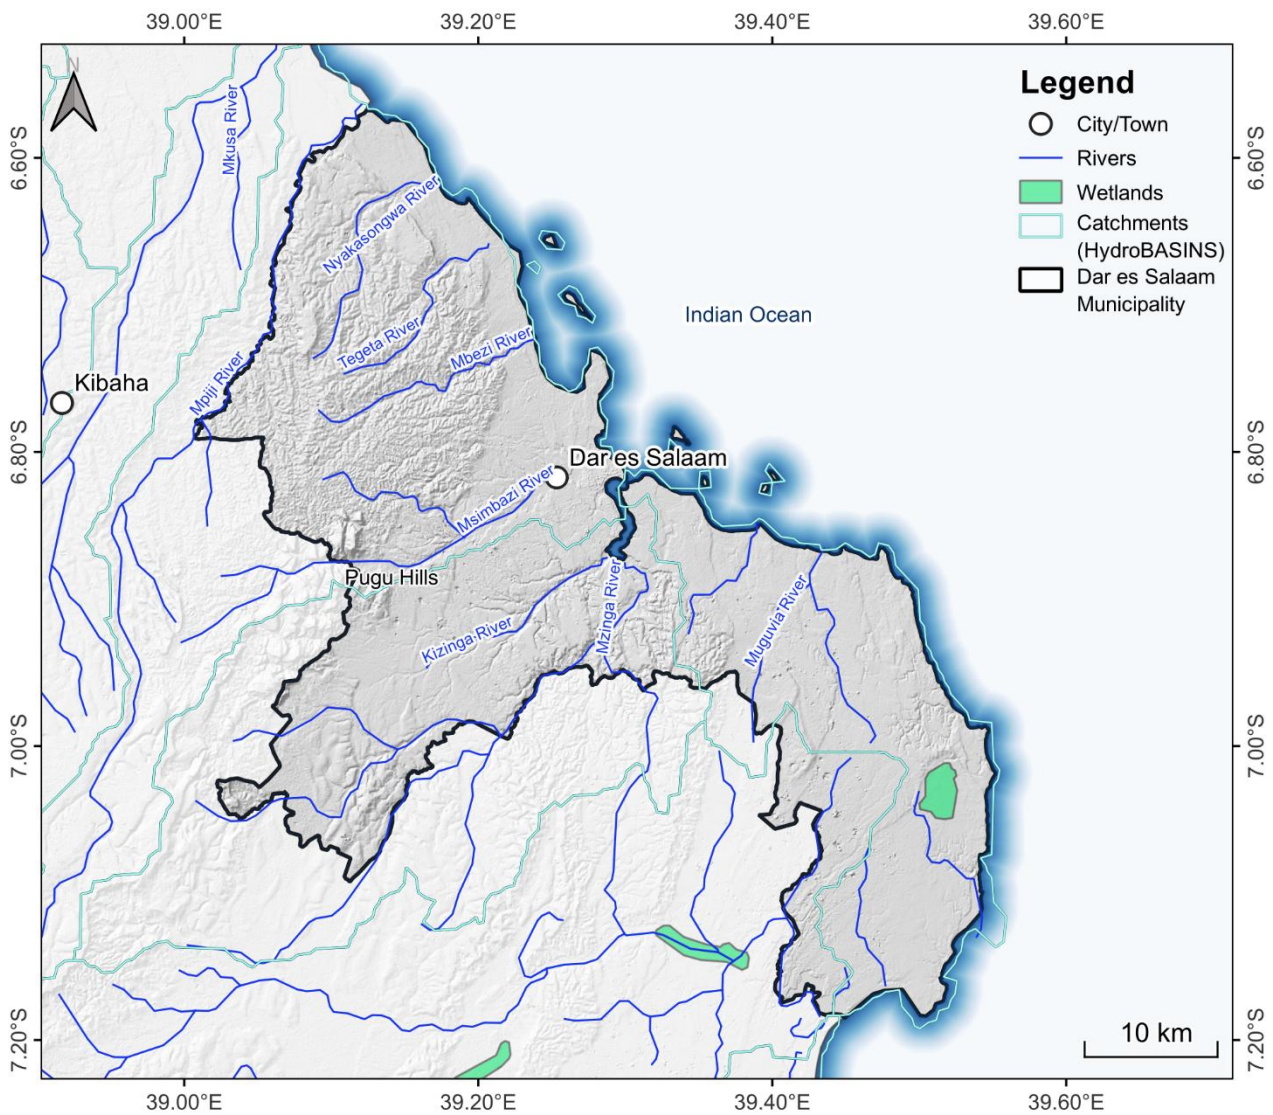 39.00°E
39.20°E
39.40°E
39.60°E
N
6.60°S
6.80°S
7.00°S
7.20°S
Mkusa River
Nyakasongwa River
Tegeta River
Mbezi River
Mpiji River
Kibaha
Indian Ocean
Dar es Salaam
Msimbazi River
Pugu Hills
Kizinga River
Mzinga River
Muguvia River
Legend
City/Town
Rivers
Wetlands
Catchments
(HydroBASINS)
Dar es Salaam
Municipality
6.60°S
6.80°S
7.00°S
7.20°S
10 km
39.00°E
39.20°E
39.40°E
39.60°E